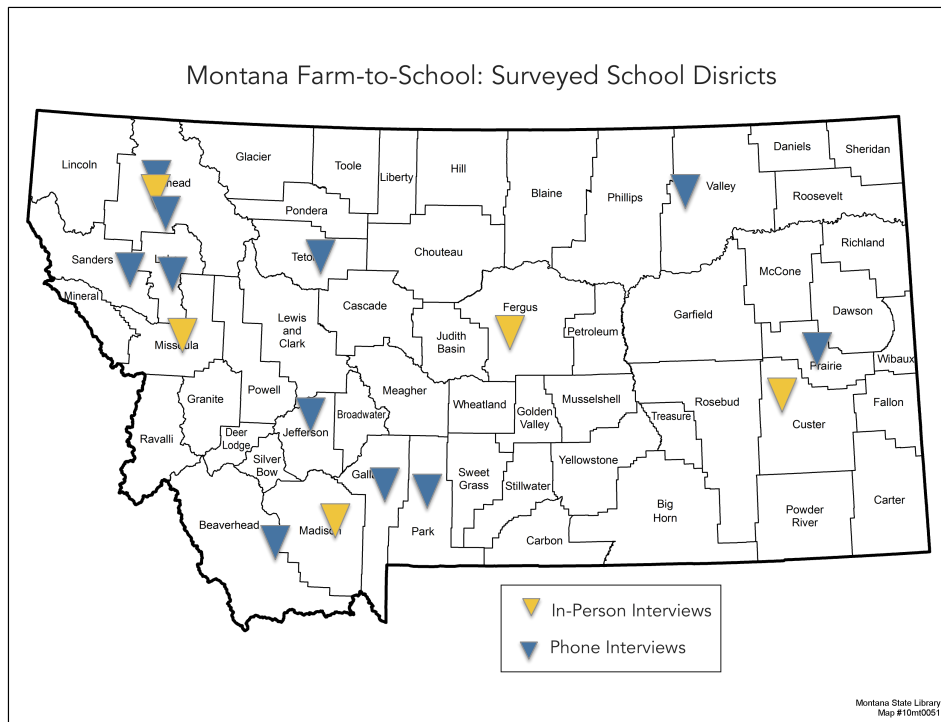 Montana Farm-to-School: Surveyed School Disricts
Lincoln
head
Glacier
Toole
Liberty
Hill
Blaine
Phillips
Valley
Daniels
Sheridan
Roosevelt
Pondera
Teto
Chouteau
Richland
McCone
Sanders
Mineral
Missoula
Lewis
and
Clark
Cascade
Judith
Basin
Fergus
Petroleum
Garfield
Dawson
Prairie
Wibaux
Powell
Granite
Meagher
Broadwater
Jefferson
Wheatland
Golden
Valley
Musselshell
Treasure
Rosebud
Custer
Fallon
Ravalli
Deer
Lodge
Silver
Bow
Gall
Sweet
Grass
Stillwater
Yellowstone
Big
Horn
Powder
River
Carter
Beaverhead
Madison
Park
Carbon
In-Person Interviews
Phone Interviews
Montana State Library
Map #10mt0051